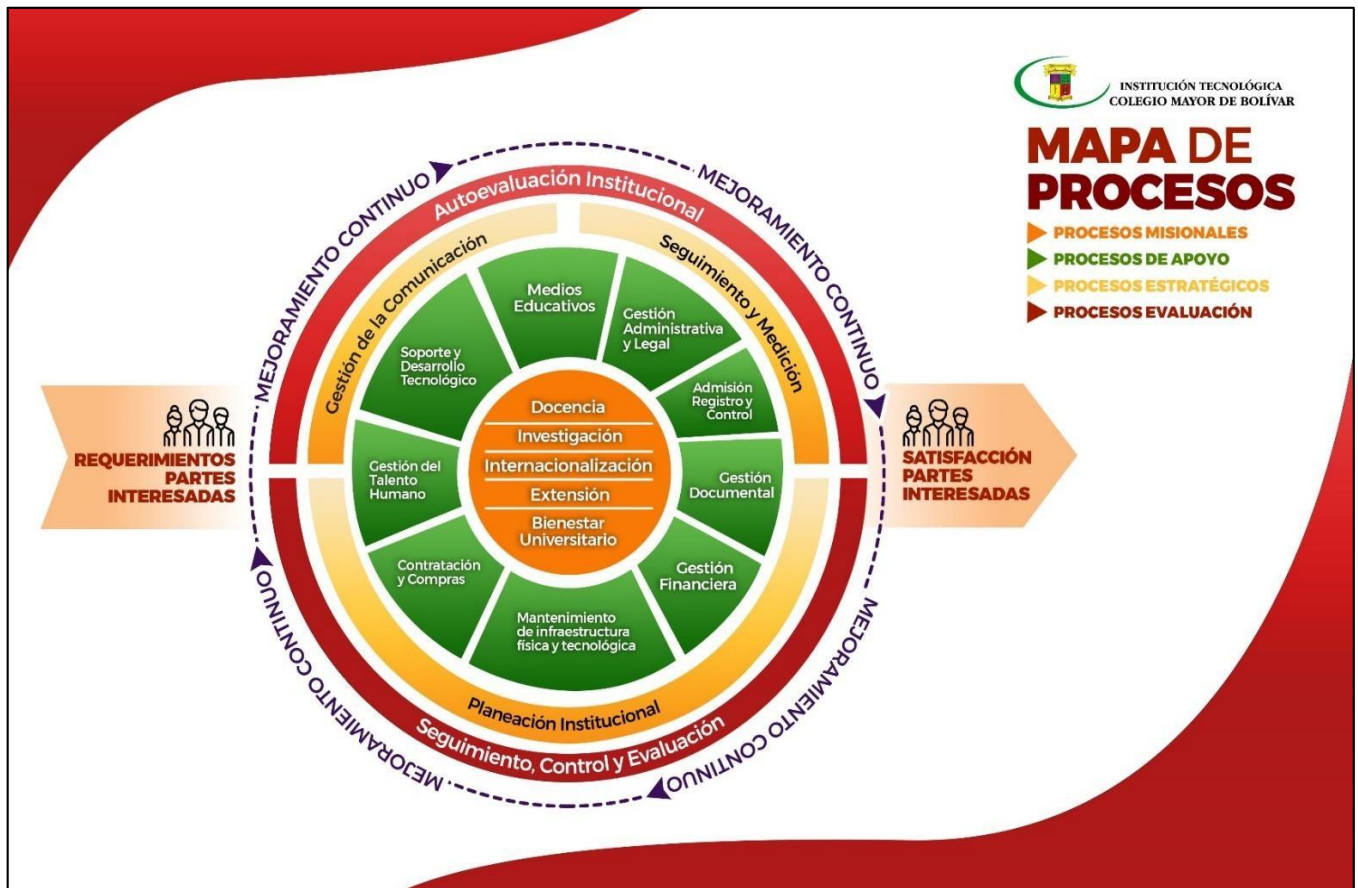 INSTITUCIÓN TECNOLÓGICA
COLEGIO MAYOR DE BOLÍVAR
MAPA DE
PROCESOS
PROCESOS MISIONALES
PROCESOS DE APOYO
PROCESOS ESTRATÉGICOS
PROCESOS EVALUACIÓN
MEJORAMIENTO CONTINUO
MEJORAMIENTO CONTINUO
MEJORAMIENTO CONTINUO
MEJORAMIENTO CONTINUO
Autoevaluación Institucional
Gestión de la Comunicación
Seguimiento y Medición
Medios
Educativos
Gestión
Administrativa
y Legal
Soporte y
Desarrollo
Tecnológico
Admisión
Registro y
Control
Docencia
Investigación
Internacionalización
Extensión
Bienestar
Universitario
REQUERIMIENTOS
PARTES
INTERESADAS
SATISFACCIÓN
PARTES
INTERESADAS
Gestión del
Talento
Humano
Gestión
Documental
Contratación
y Compras
Gestión
Financiera
Mantenimiento
de infraestructura
física y tecnológica
Planeación Institucional
Seguimiento, Control y Evaluación